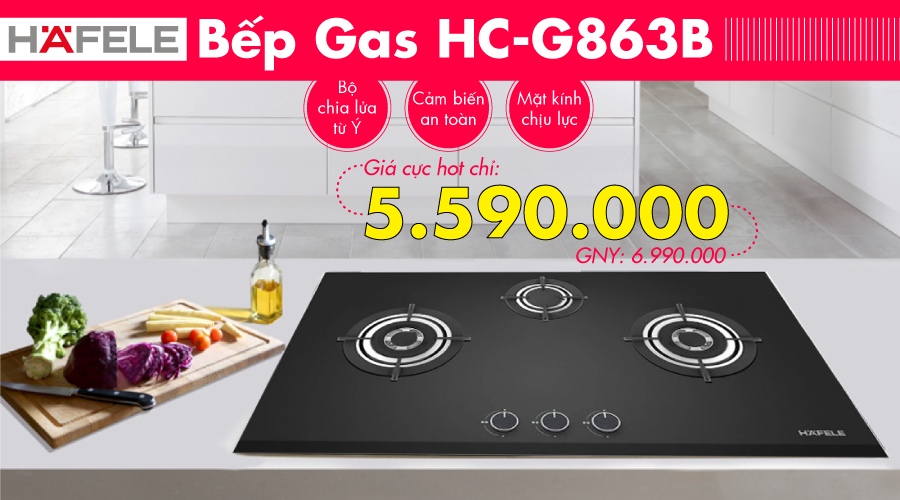 HÄFELE Bếp Gas HC-G863B
Bộ
chia lửa
từ Ý
Cảm biến
an toàn
Mặt kính
chịu lực
Giá cực hot chỉ:
5.590.000
GNY: 6.990.000
HÄFELE